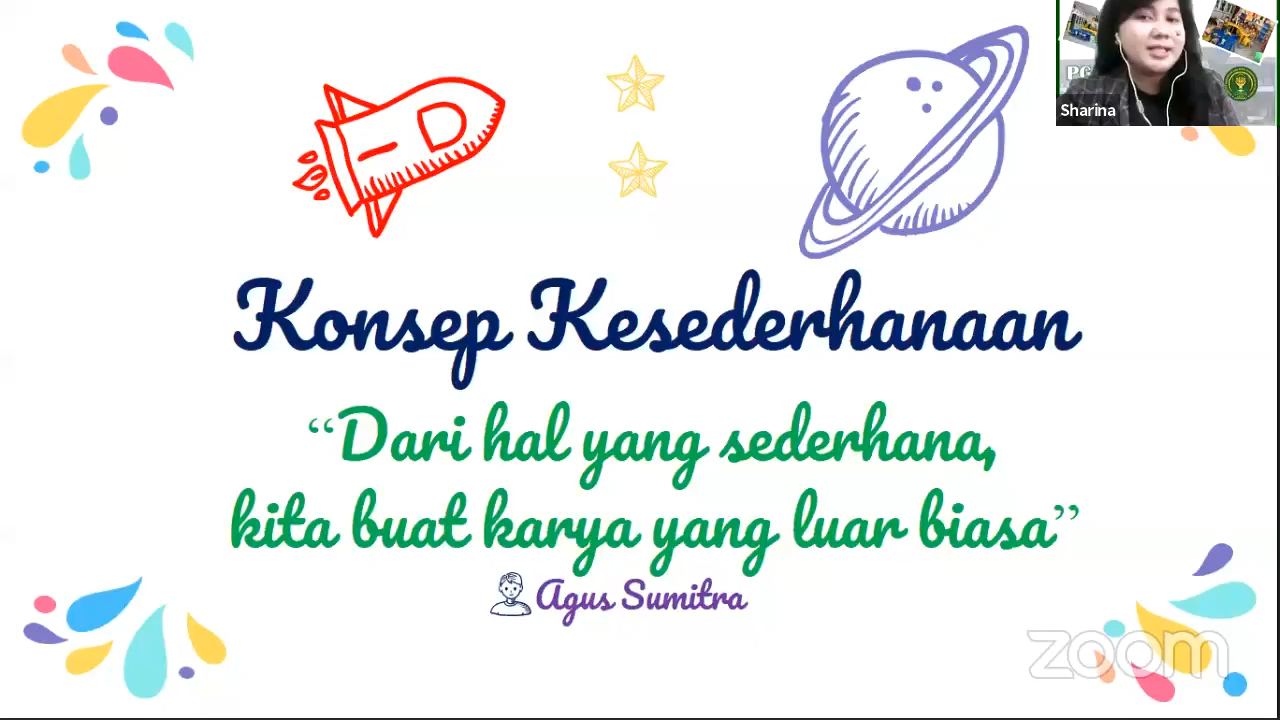 Sharina
Konsep Kesederhanaan
“Dari hal yang sederhana,
kita buat karya yang luar biasa”
Agus Sumitra
zoom